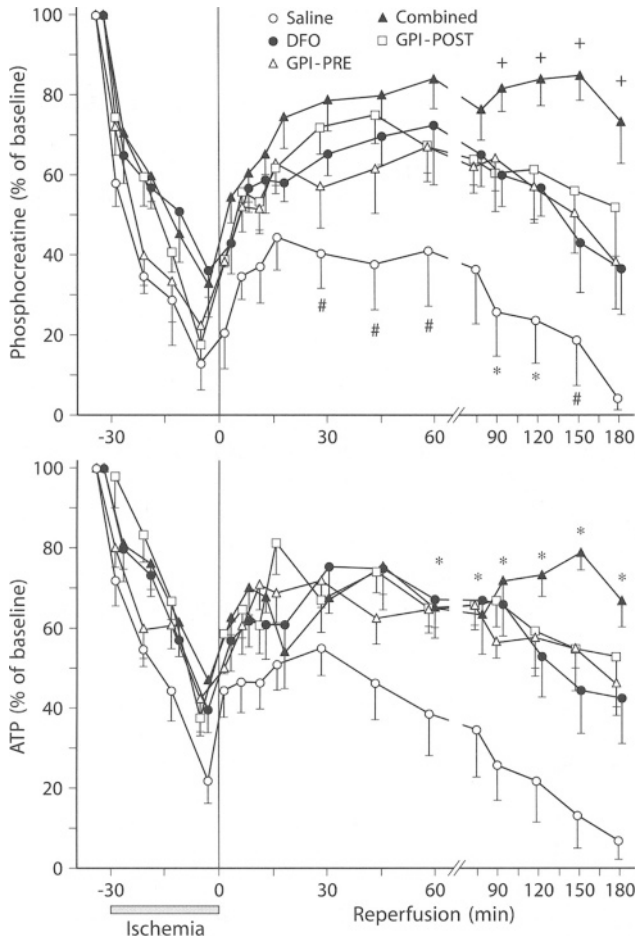 Saline
Combined
DFO
GPI-POST
GPI-PRE
Phosphocreatine (% of baseline)
100
80
60
40
20
0
+ + + +
# # #
* * #
-30 0 30 60 90 120 150 180
ATP (% of baseline)
100
80
60
40
20
0
* * * * * *
-30 0 30 60 90 120 150 180
Ischemia
Reperfusion (min)